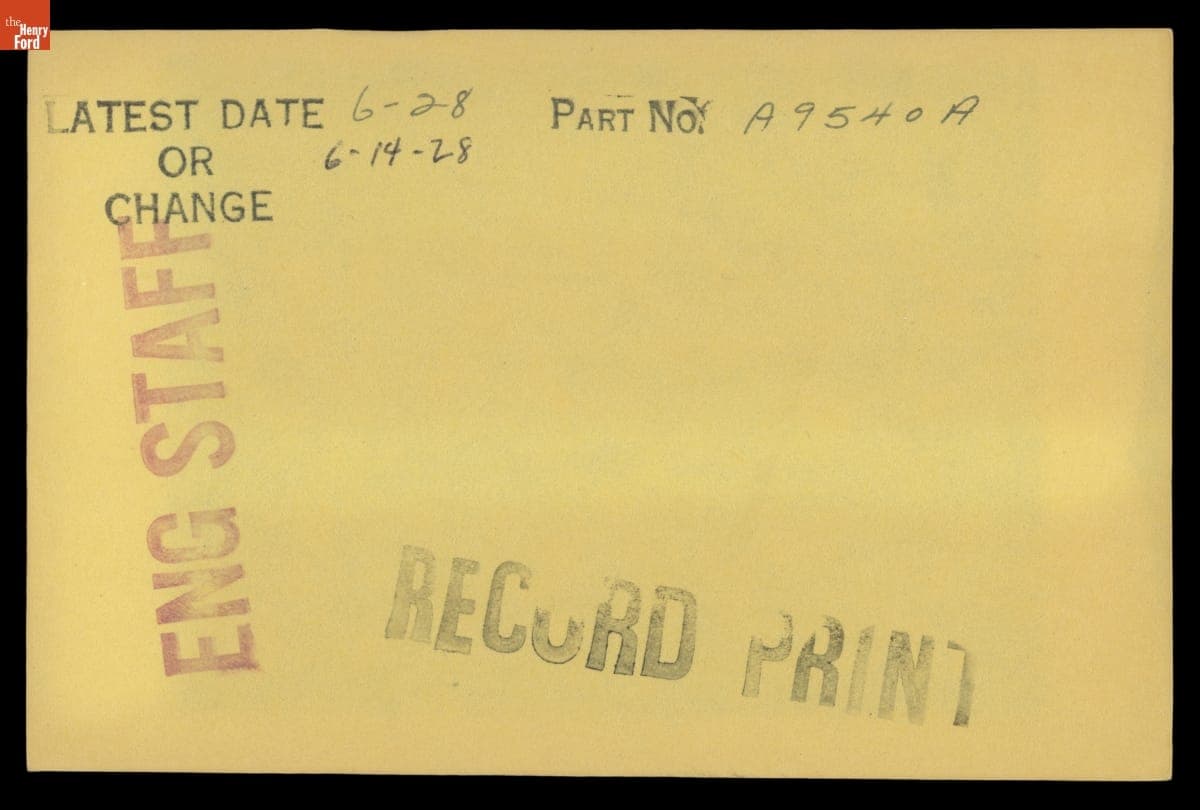 the
Henry
Ford
LATEST DATE 6-28 PART NO. A9540A
OR 6-14-28
CHANGE
ENG STAFF
RECORD PRINT